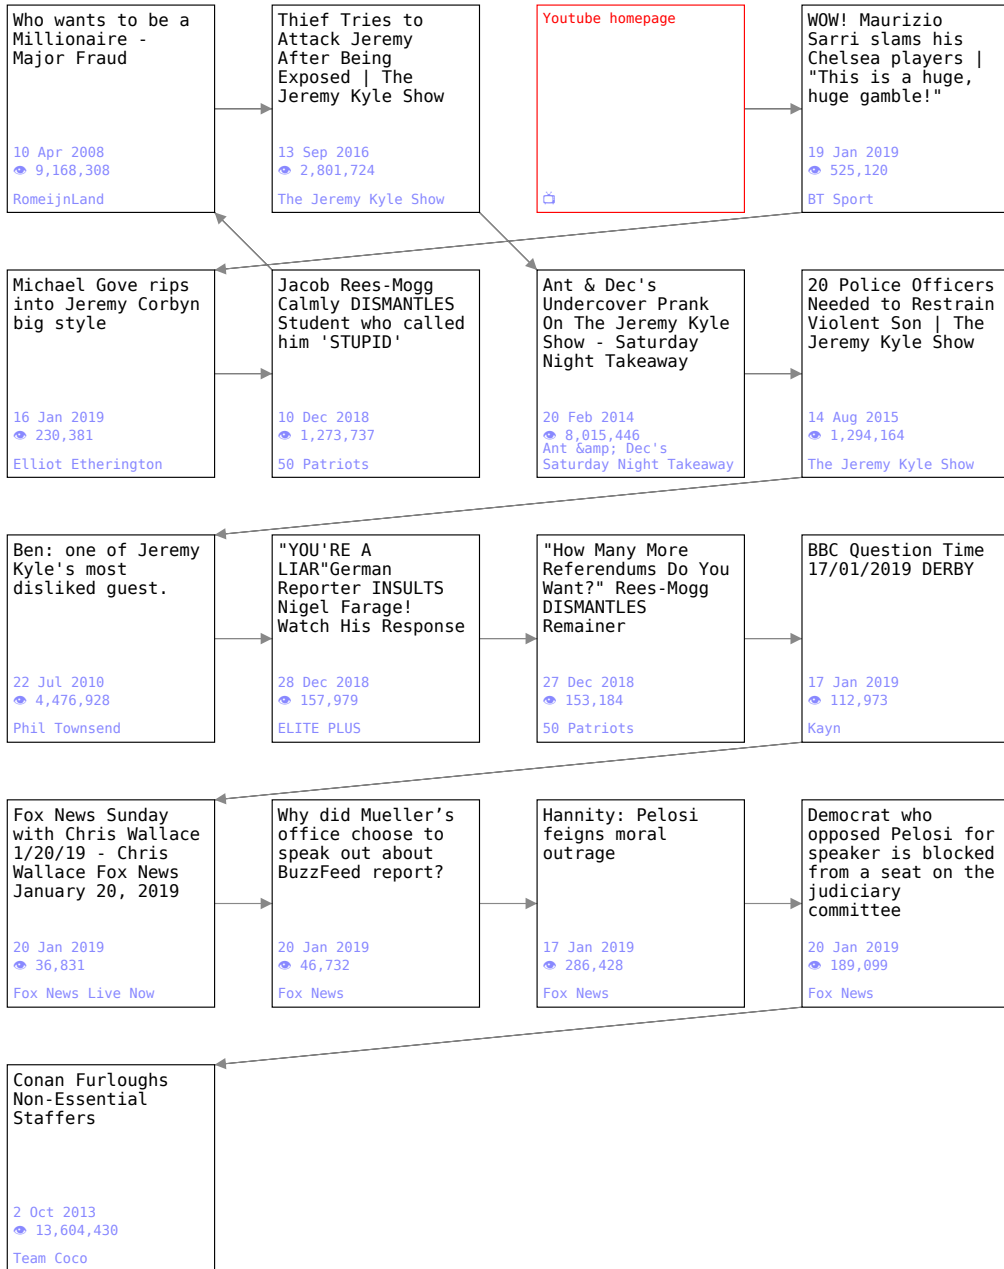 Who wants to be a
Millionaire -
Major Fraud
10 Apr 2008
👁 9,168,308
RomeijnLand
Thief Tries to
Attack Jeremy
After Being
Exposed | The
Jeremy Kyle Show
13 Sep 2016
👁 2,801,724
The Jeremy Kyle Show
Youtube homepage
📺
WOW! Maurizio
Sarri slams his
Chelsea players |
"This is a huge,
huge gamble!"
19 Jan 2019
👁 525,120
BT Sport
Michael Gove rips
into Jeremy Corbyn
big style
16 Jan 2019
👁 230,381
Elliot Etherington
Jacob Rees-Mogg
Calmly DISMANTLES
Student who called
him 'STUPID'
10 Dec 2018
👁 1,273,737
50 Patriots
Ant & Dec's
Undercover Prank
On The Jeremy Kyle
Show - Saturday
Night Takeaway
20 Feb 2014
👁 8,015,446
Ant &amp; Dec's
Saturday Night Takeaway
20 Police Officers
Needed to Restrain
Violent Son | The
Jeremy Kyle Show
14 Aug 2015
👁 1,294,164
The Jeremy Kyle Show
Ben: one of Jeremy
Kyle's most
disliked guest.
22 Jul 2010
👁 4,476,928
Phil Townsend
"YOU'RE A
LIAR"German
Reporter INSULTS
Nigel Farage!
Watch His Response
28 Dec 2018
👁 157,979
ELITE PLUS
"How Many More
Referendums Do You
Want?" Rees-Mogg
DISMANTLES
Remainer
27 Dec 2018
👁 153,184
50 Patriots
BBC Question Time
17/01/2019 DERBY
17 Jan 2019
👁 112,973
Kayn
Fox News Sunday
with Chris Wallace
1/20/19 - Chris
Wallace Fox News
January 20, 2019
20 Jan 2019
👁 36,831
Fox News Live Now
Why did Mueller’s
office choose to
speak out about
BuzzFeed report?
20 Jan 2019
👁 46,732
Fox News
Hannity: Pelosi
feigns moral
outrage
17 Jan 2019
👁 286,428
Fox News
Democrat who
opposed Pelosi for
speaker is blocked
from a seat on the
judiciary
committee
20 Jan 2019
👁 189,099
Fox News
Conan Furloughs
Non-Essential
Staffers
2 Oct 2013
👁 13,604,430
Team Coco